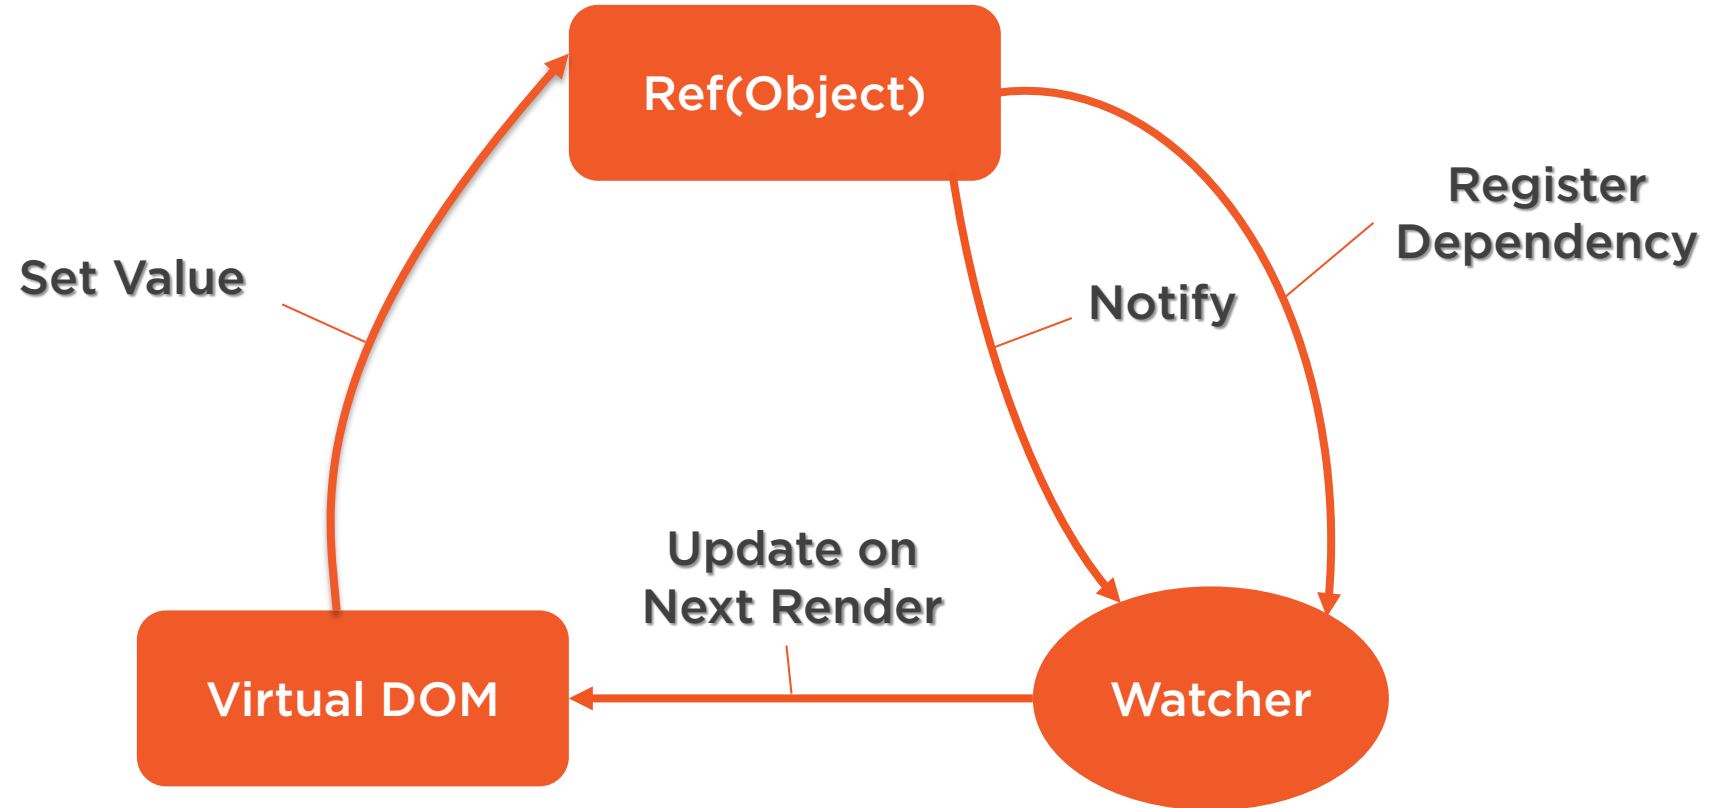 Ref(Object)
Register
Dependency
Set Value
Notify
Update on
Next Render
Virtual DOM
Watcher